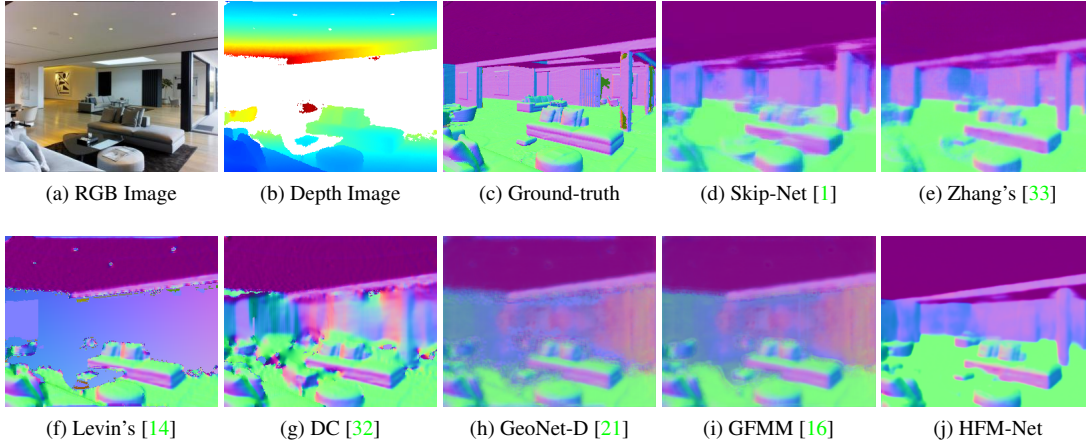 (a) RGB Image (b) Depth Image (c) Ground-truth (d) Skip-Net [1] (e) Zhang's [33]
(f) Levin's [14] (g) DC [32] (h) GeoNet-D [21] (i) GFMM [16] (j) HFM-Net